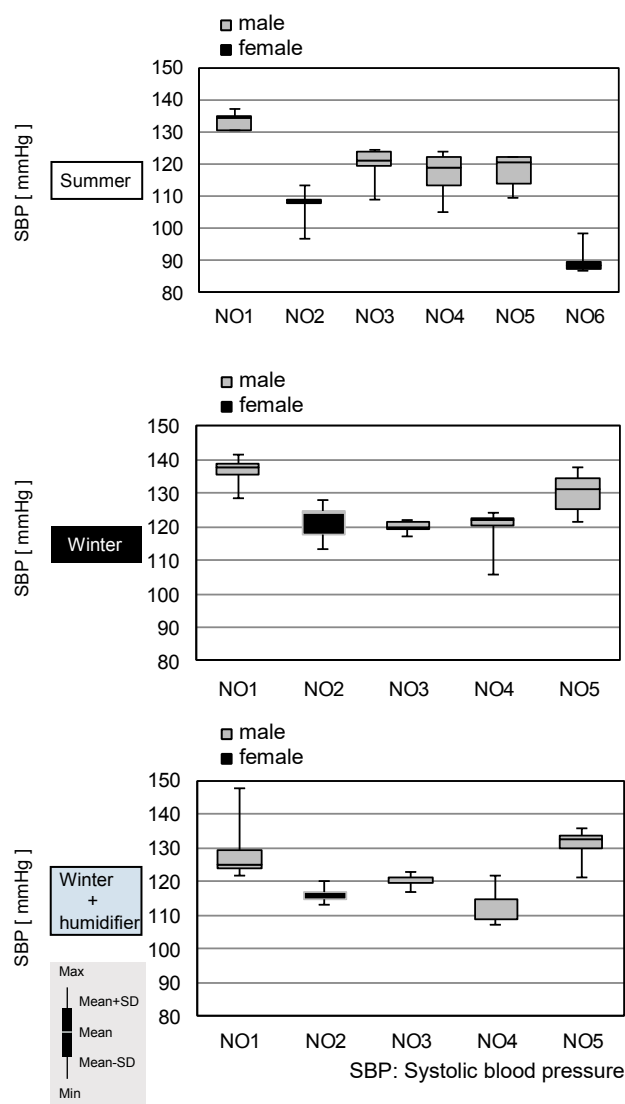 male
female
150
140
130
120
110
100
90
80
SBP [ mmHg ]
Summer
NO1 NO2 NO3 NO4 NO5 NO6
male
female
150
140
130
120
110
100
90
80
SBP [ mmHg ]
Winter
NO1 NO2 NO3 NO4 NO5
male
female
150
140
130
120
110
100
90
80
SBP [ mmHg ]
Winter
+
humidifier
NO1 NO2 NO3 NO4 NO5
Max
Mean+SD
Mean
Mean-SD
Min
SBP: Systolic blood pressure